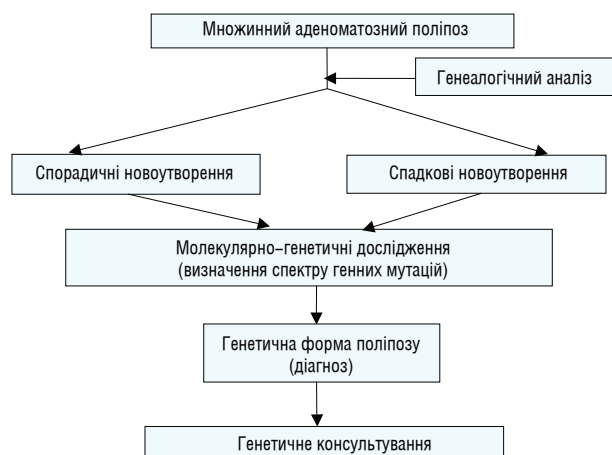 Множинний аденоматозний поліпоз
Генеалогічний аналіз
Спорадичні новоутворення
Спадкові новоутворення
Молекулярно–генетичні дослідження
(визначення спектру генних мутацій)
Генетична форма поліпозу
(діагноз)
Генетичне консультування